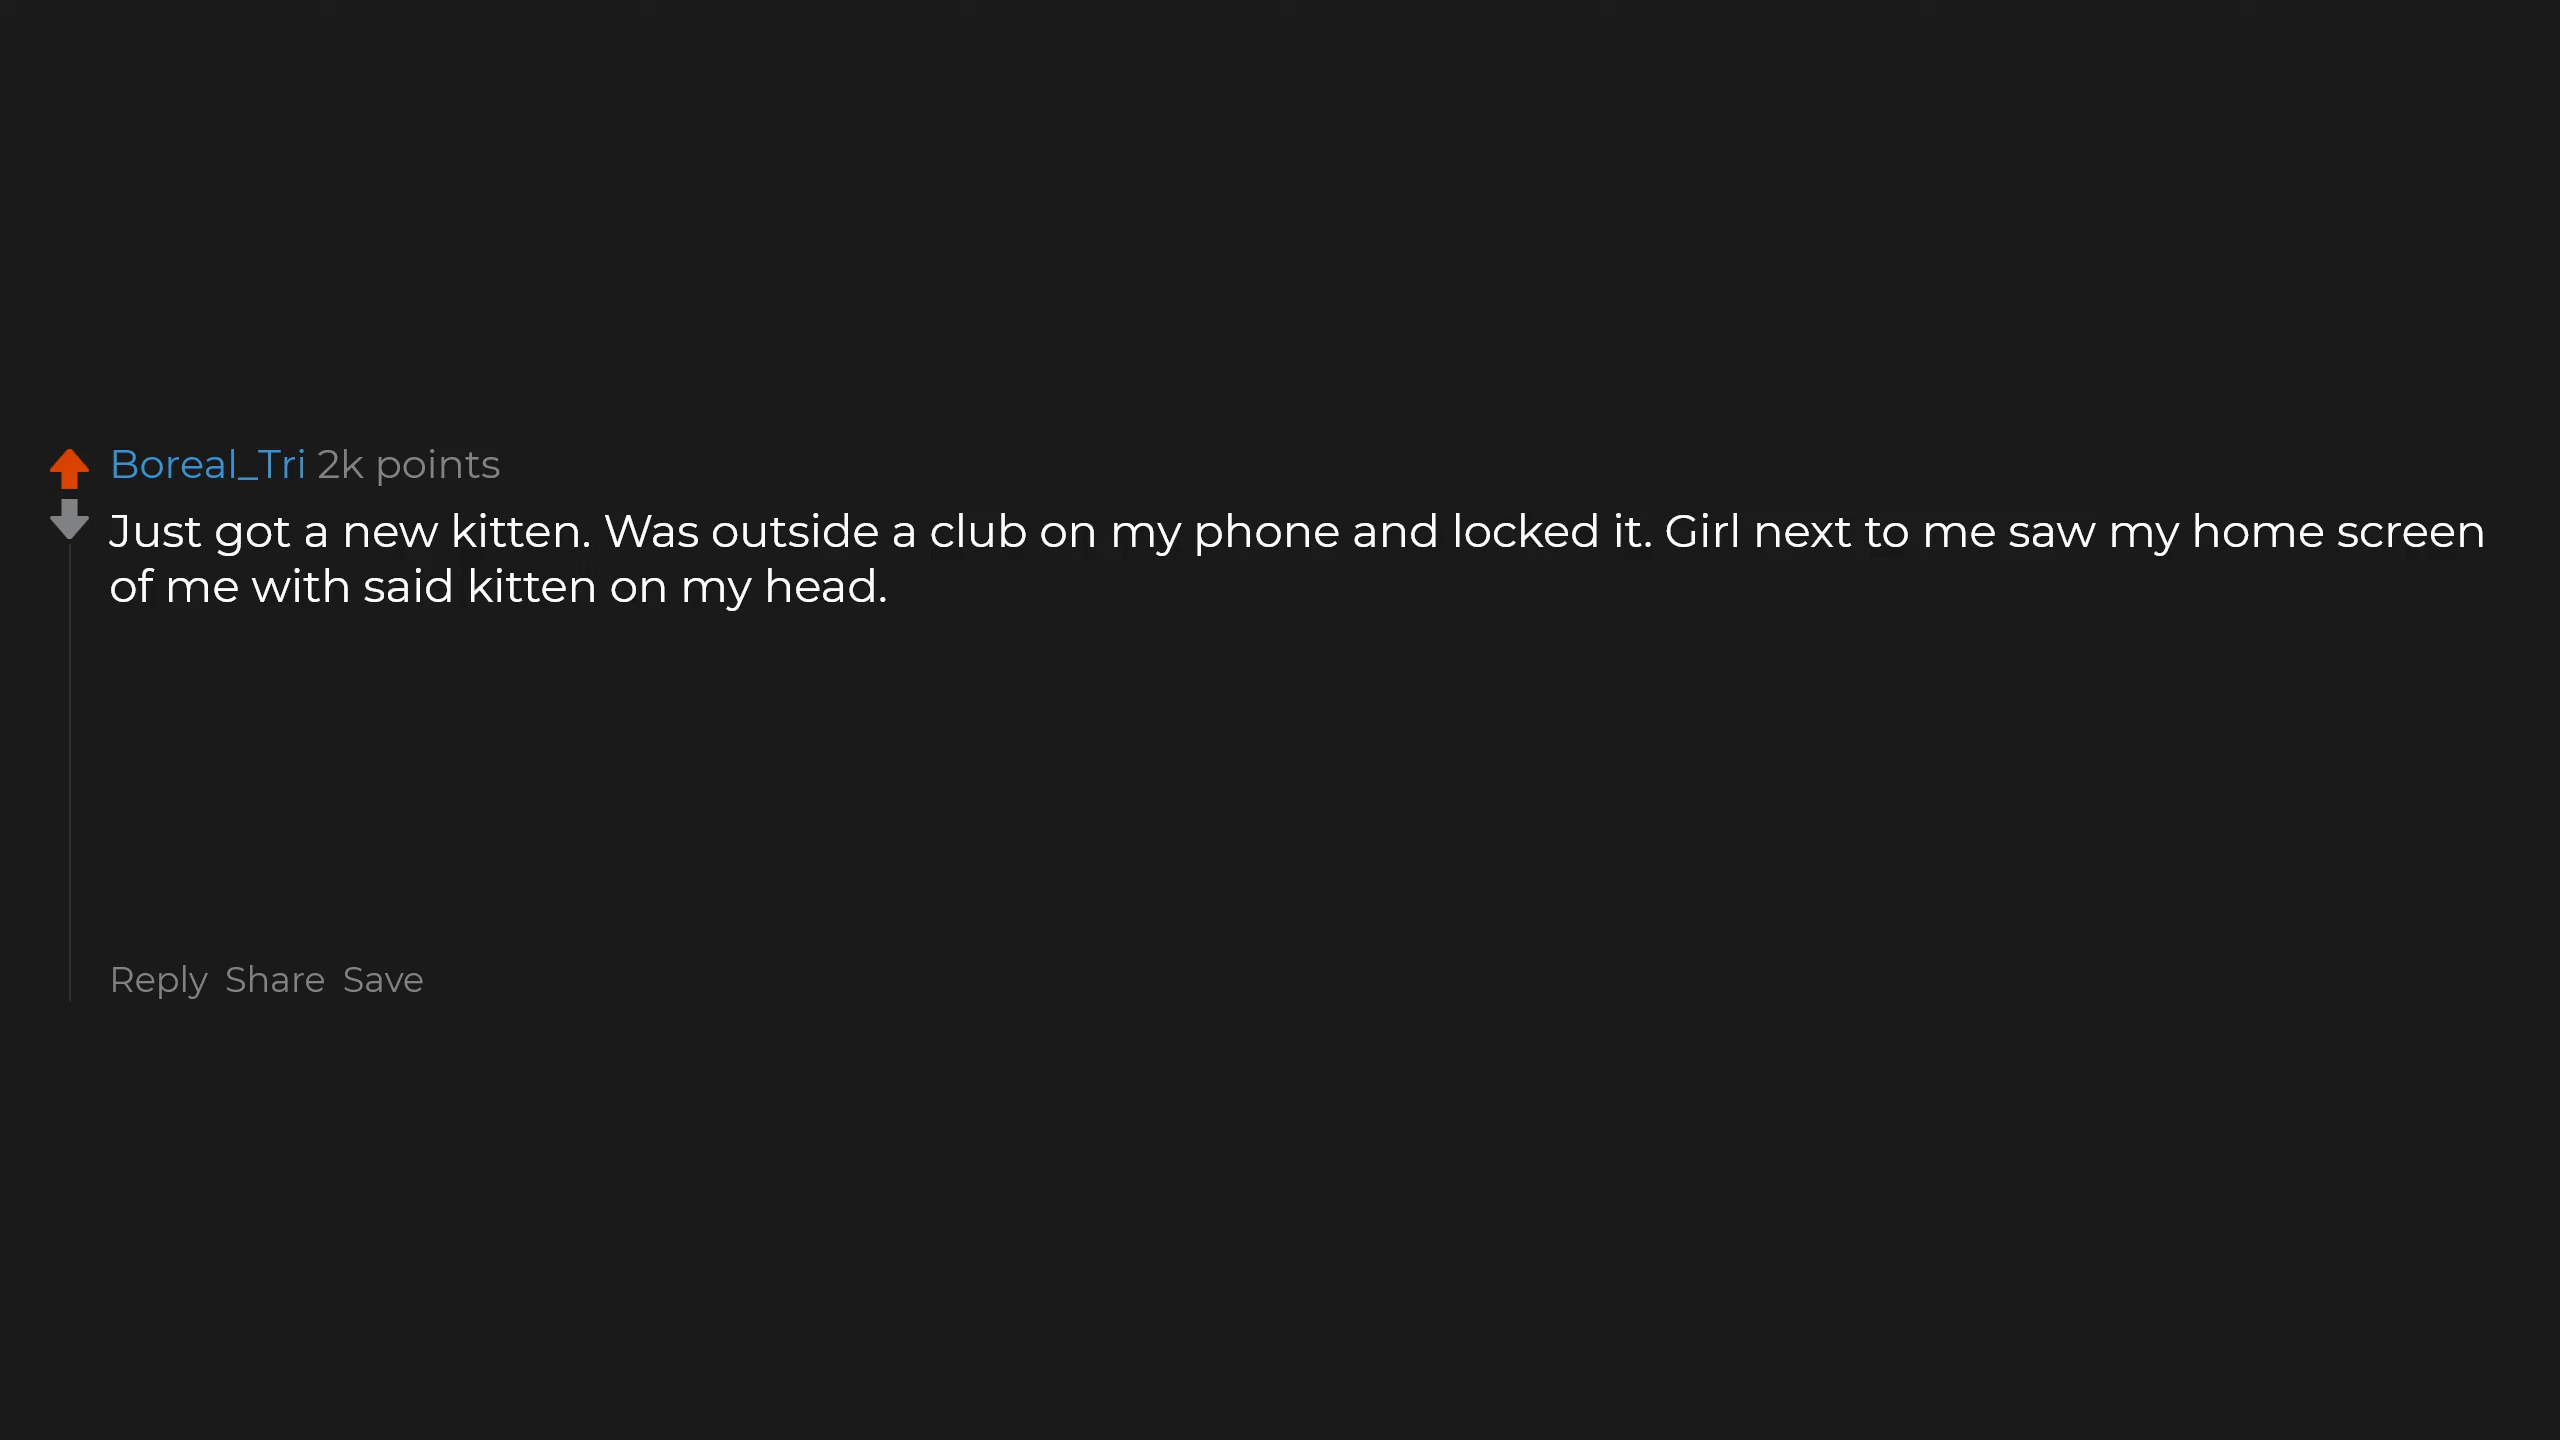 Boreal_Tri 2k points
Just got a new kitten. Was outside a club on my phone and locked it. Girl next to me saw my home screen
of me with said kitten on my head.
Reply Share Save